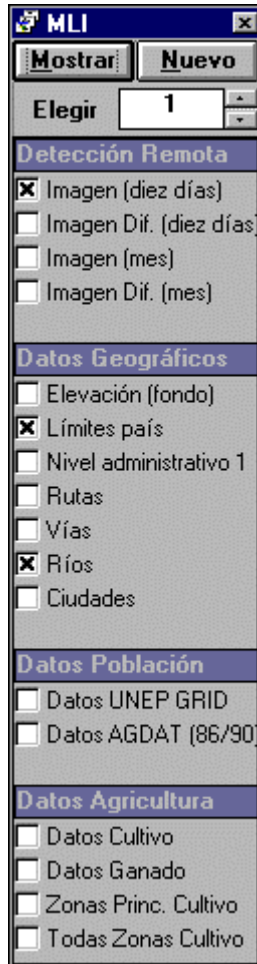 MLI
Mostrar Nuevo
Elegir 1
Detección Remota
Imagen (diez días)
Imagen Dif. (diez días)
Imagen (mes)
Imagen Dif. (mes)
Datos Geográficos
Elevación (fondo)
Límites país
Nivel administrativo 1
Rutas
Vías
Ríos
Ciudades
Datos Población
Datos UNEP GRID
Datos AGDAT (86/90)
Datos Agricultura
Datos Cultivo
Datos Ganado
Zonas Princ. Cultivo
Todas Zonas Cultivo